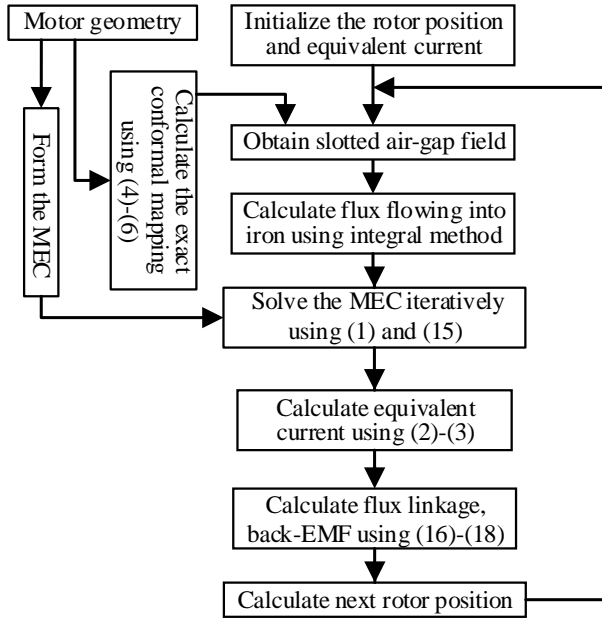 Motor geometry
Initialize the rotor position
and equivalent current
Form the MEC
Calculate the exact
conformal mapping
using (4)-(6)
Obtain slotted air-gap field
Calculate flux flowing into
iron using integral method
Solve the MEC iteratively
using (1) and (15)
Calculate equivalent
current using (2)-(3)
Calculate flux linkage,
back-EMF using (16)-(18)
Calculate next rotor position